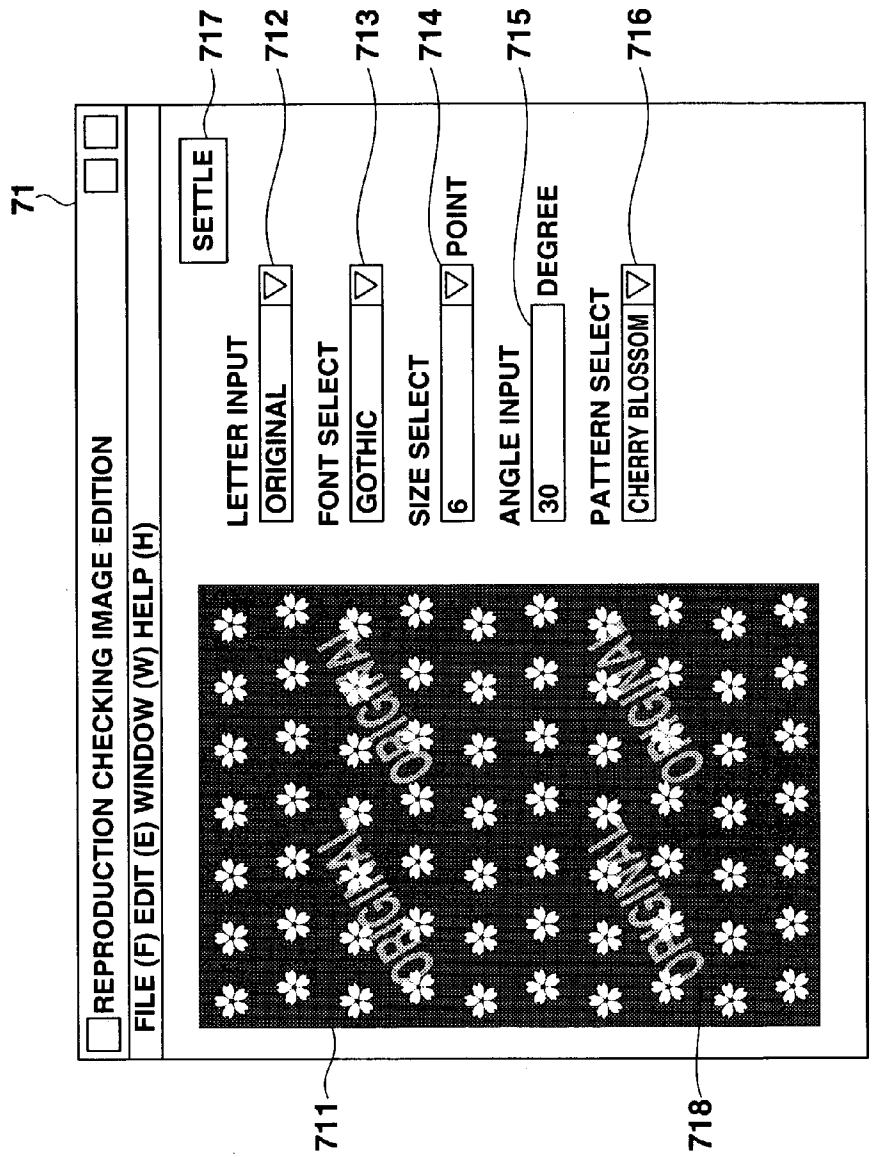 71
REPRODUCTION CHECKING IMAGE EDITION
FILE (F) EDIT (E) WINDOW (W) HELP (H)
SETTLE
717
LETTER INPUT
ORIGINAL
712
FONT SELECT
GOTHIC
713
SIZE SELECT
6
POINT
714
ANGLE INPUT
30
DEGREE
715
PATTERN SELECT
CHERRY BLOSSOM
716
711
ORIGINAL
ORIGINAL
ORIGINAL
ORIGINAL
718